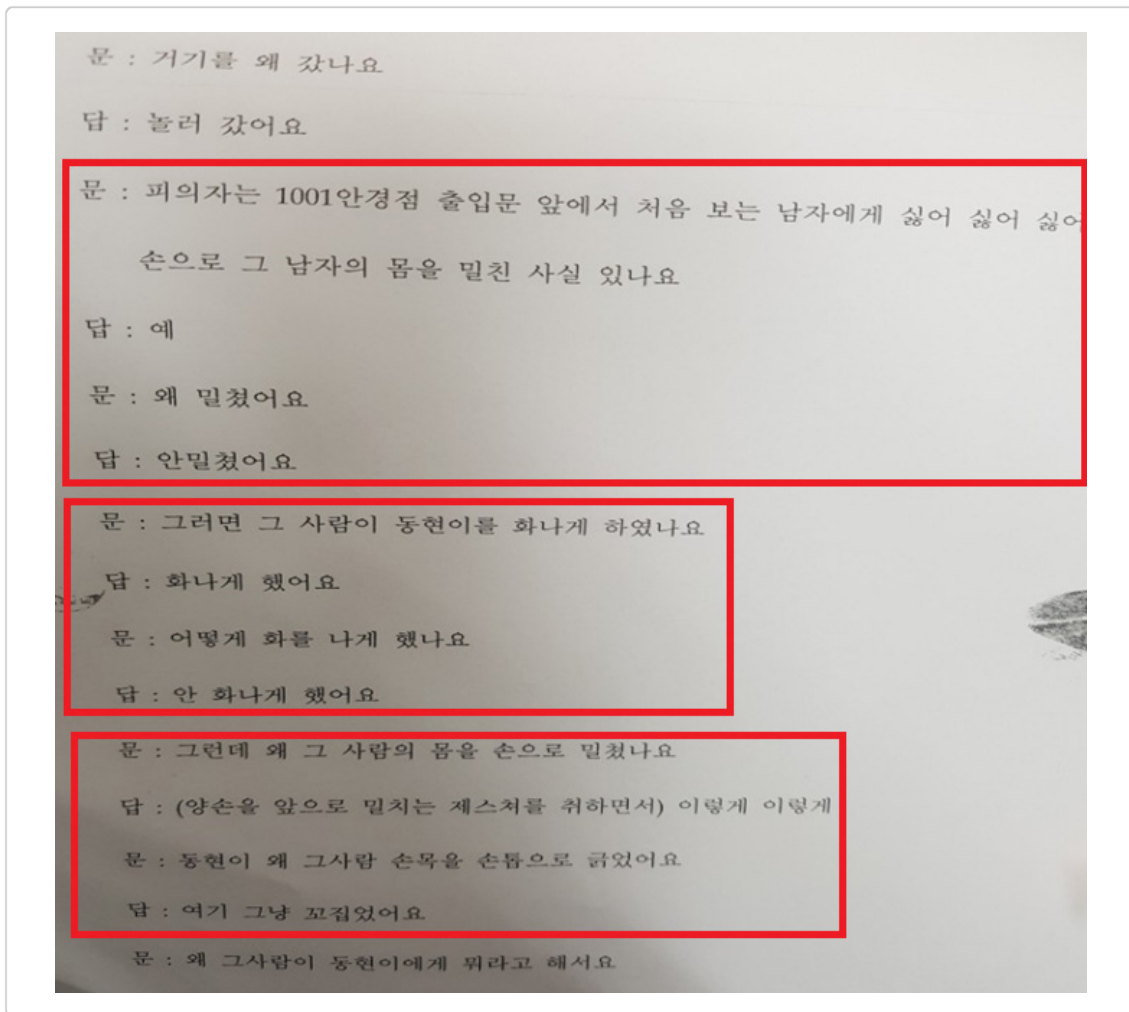 문 : 거기를 왜 갔나요
답 : 놀러 갔어요
문 : 피의자는 1001안경점 출입문 앞에서 처음 보는 남자에게 싫어 싫어 싫어
손으로 그 남자의 몸을 밀친 사실 있나요
답 : 예
문 : 왜 밀쳤어요
답 : 안밀쳤어요
문 : 그러면 그 사람이 동현이를 화나게 하였나요
답 : 화나게 했어요
문 : 어떻게 화를 나게 했나요
답 : 안 화나게 했어요
문 : 그런데 왜 그 사람의 몸을 손으로 밀쳤나요
답 : (양손을 앞으로 밀치는 제스쳐를 취하면서) 이렇게 이렇게
문 : 동현이 왜 그사람 손목을 손톱으로 긁었어요
답 : 여기 그냥 꼬집었어요
문 : 왜 그사람이 동현이에게 뭐라고 해서요